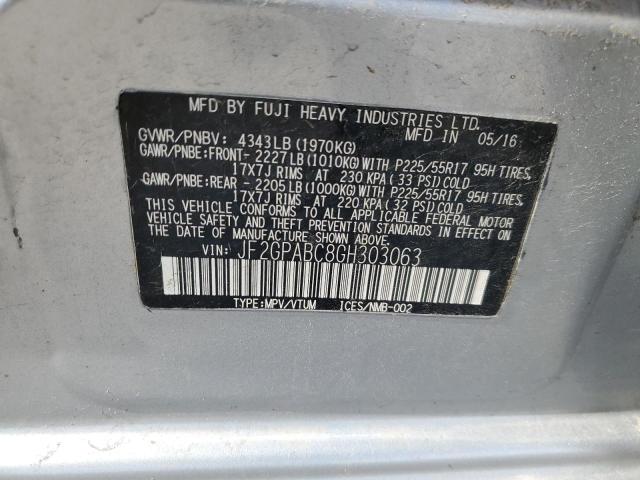 MFD BY FUJI HEAVY INDUSTRIES LTD.
MFD IN 05/16
GVWR/PNBV: 4343LB (1970KG)
GAWR/PNBE:FRONT- 2227LB (1010KG) WITH P225/55R17 95H TIRES,
17X7J RIMS AT 230 KPA (33 PSI) COLD
GAWR/PNBE:REAR - 2205LB (1000KG) WITH P225/55R17 95H TIRES,
17X7J RIMS AT 220 KPA (32 PSI) COLD
THIS VEHICLE CONFORMS TO ALL APPLICABLE FEDERAL MOTOR
VEHICLE SAFETY AND THEFT PREVENTION STANDARDS IN EFFECT ON
THE DATE OF MANUFACTURE SHOWN ABOVE.
VIN: JF2GPABC8GH303063
TYPE:MPV/VTUM ICES/NMB-002